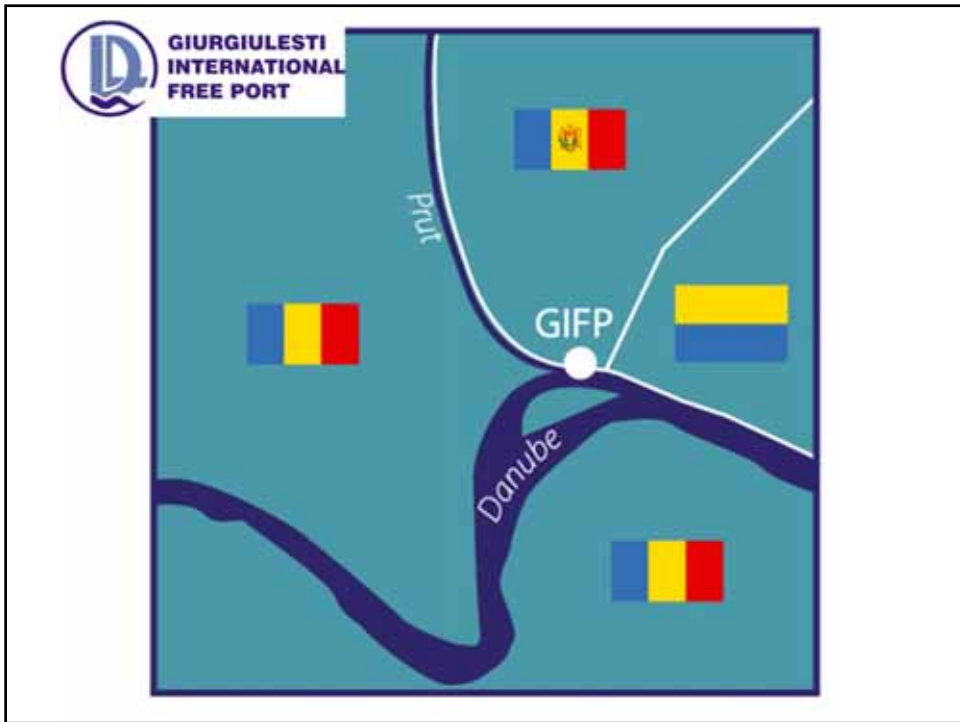 GIURGIULESTI
INTERNATIONAL
FREE PORT
Prut
GIFP
Danube